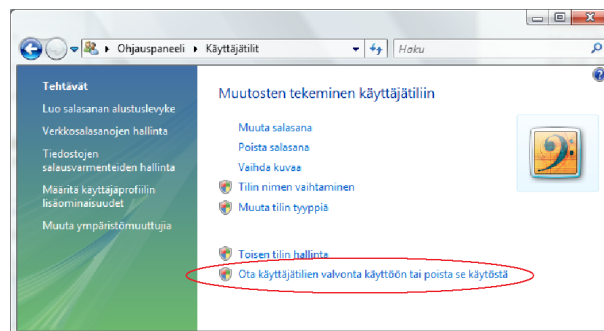 Ohjauspaneeli
Käyttäjätilit
Haku
Tehtävät
Luo salasanan alustuslevyke
Verkkosalasanojen hallinta
Tiedostojen
salausvarmenteiden hallinta
Määritä käyttäjäprofiilin
lisäominaisuudet
Muuta ympäristömuuttujia
Muutosten tekeminen käyttäjätiliin
Muuta salasana
Poista salasana
Vaihda kuvaa
Tilin nimen vaihtaminen
Muuta tilin tyyppiä
Toisen tilin hallinta
Ota käyttäjätilien valvonta käyttöön tai poista se käytöstä